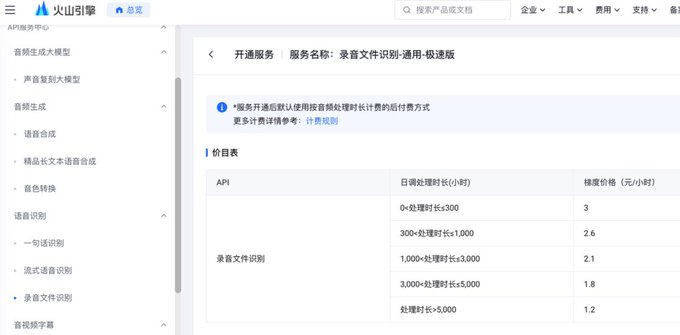 火山引擎
总览
搜索产品或文档
企业
工具
费用
支持
备案
API服务中心
音频生成大模型
声音复刻大模型
音频生成
语音合成
精品长文本语音合成
音色转换
语音识别
一句话识别
流式语音识别
录音文件识别
音视频字幕
开通服务
服务名称：录音文件识别-通用-极速版
*服务开通后默认使用按音频处理时长计费的后付费方式
更多计费详情参考：计费规则
价目表
API 日调处理时长(小时) 梯度价格（元/小时）
录音文件识别
0<处理时长≤300 3
300<处理时长≤1,000 2.6
1,000<处理时长≤3,000 2.1
3,000<处理时长≤5,000 1.8
处理时长>5,000 1.2